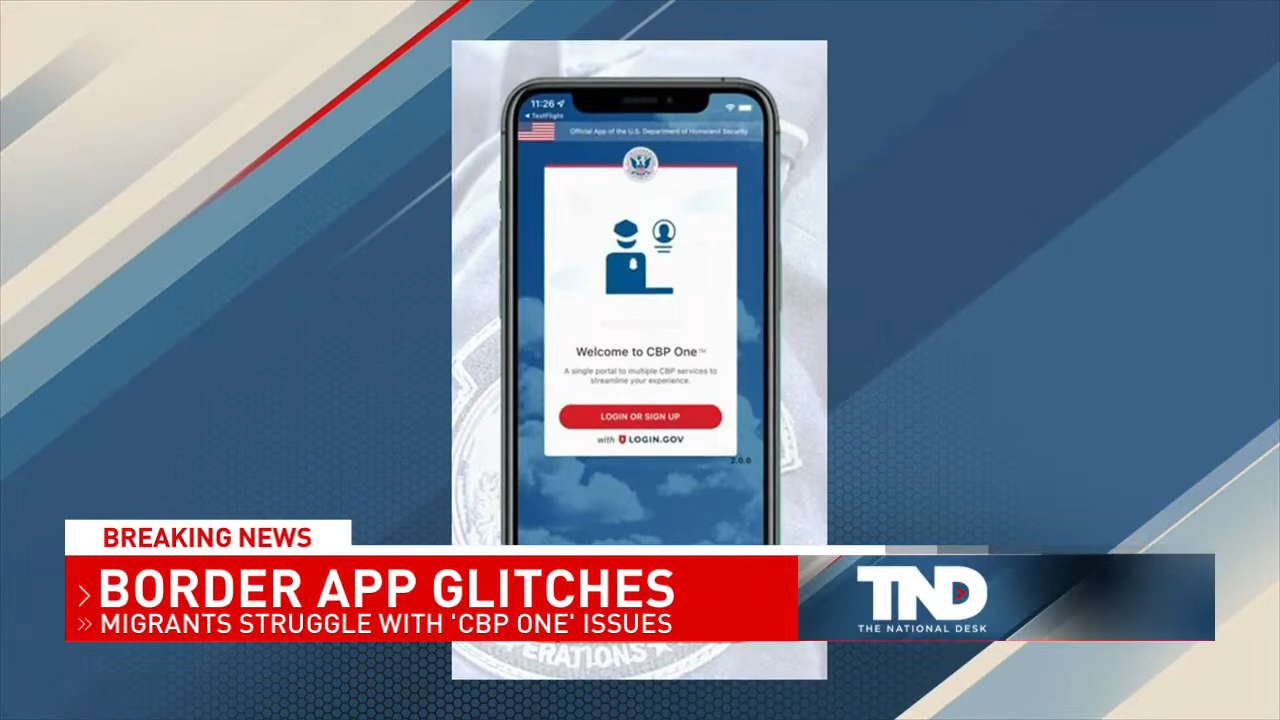 11:26
TestFlight
Official App of the U.S. Department of Homeland Security
Welcome to CBP One™
A single portal to multiple CBP services to
streamline your experience.
LOGIN OR SIGN UP
with LOGIN.GOV
2.0.0
BREAKING NEWS
BORDER APP GLITCHES
MIGRANTS STRUGGLE WITH 'CBP ONE' ISSUES
TND
THE NATIONAL DESK
PERATIONS